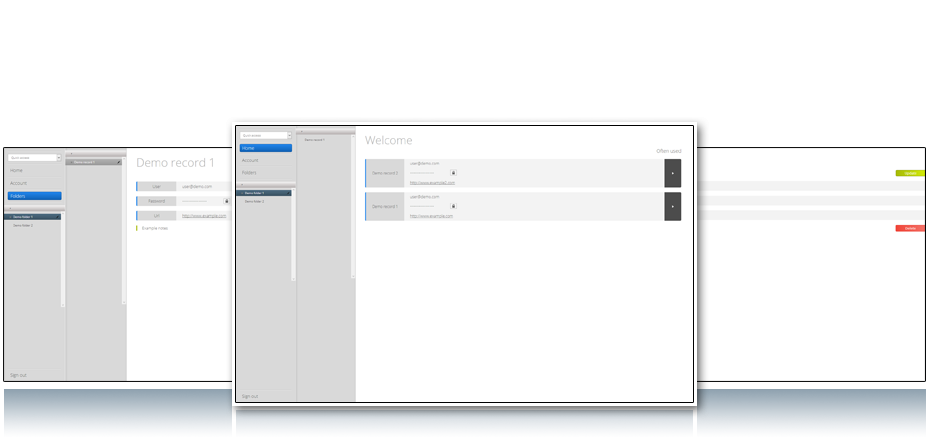 Quick search
Home
Account
Folders
Demo folder 1
Demo folder 2
Sign out
Demo record 1
Demo record 1
User
user@demo.com
Password
Url
http://www.example.com
Example notes
Quick search
Home
Account
Folders
Demo folder 1
Demo folder 2
Sign out
Demo record 1
Welcome
Often used
user@demo.com
Demo record 2
http://www.example2.com
user@demo.com
Demo record 1
http://www.example.com
Update
Delete